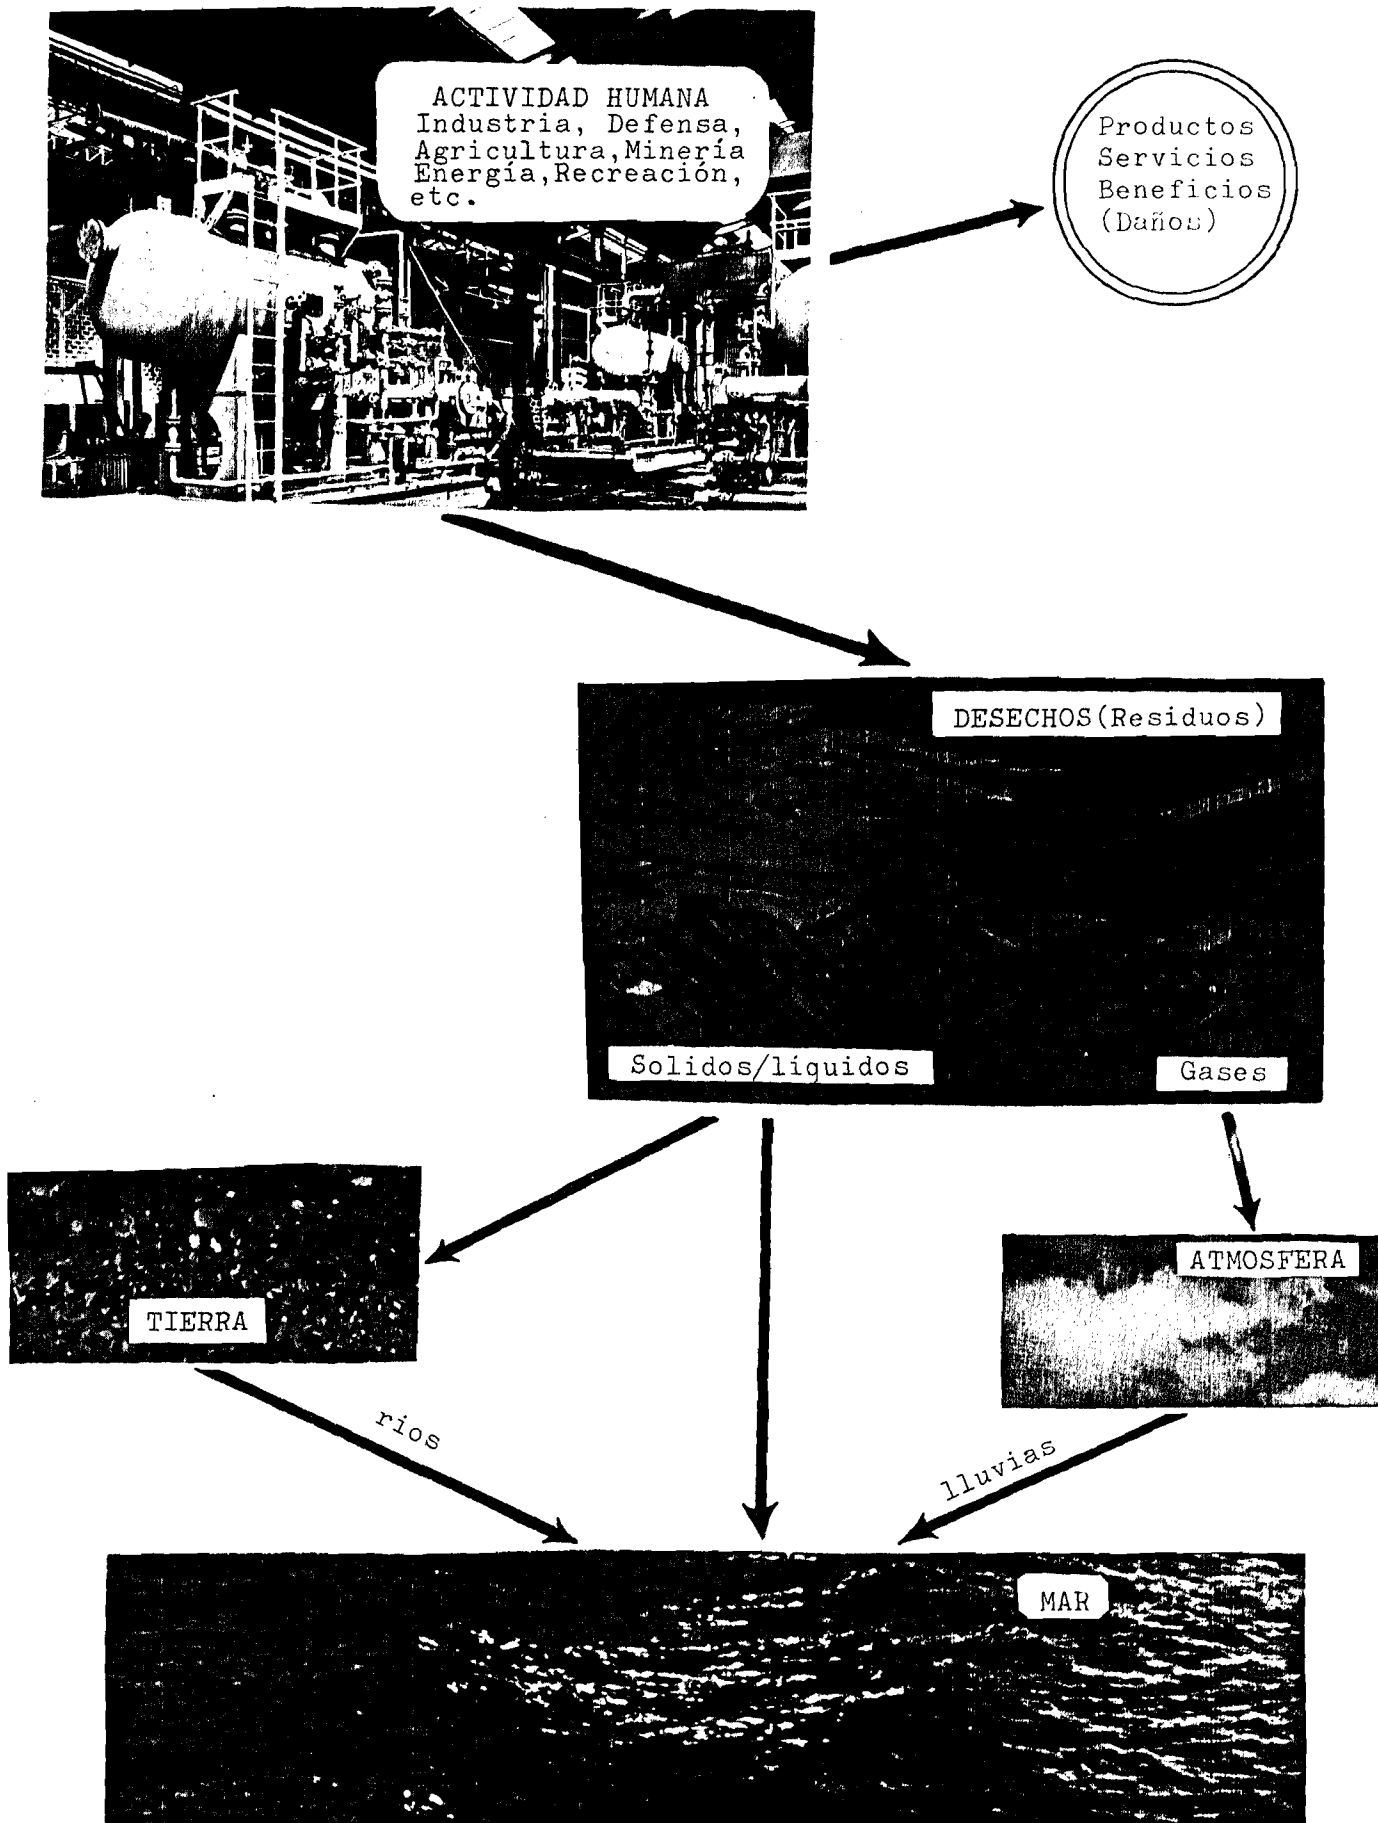 ACTIVIDAD HUMANA
Industria, Defensa,
Agricultura,Minería
Energía,Recreación,
etc.
Productos
Servicios
Beneficios
(Daños)
DESECHOS(Residuos)
Solidos/líquidos
Gases
TIERRA
ATMOSFERA
rios
lluvias
MAR